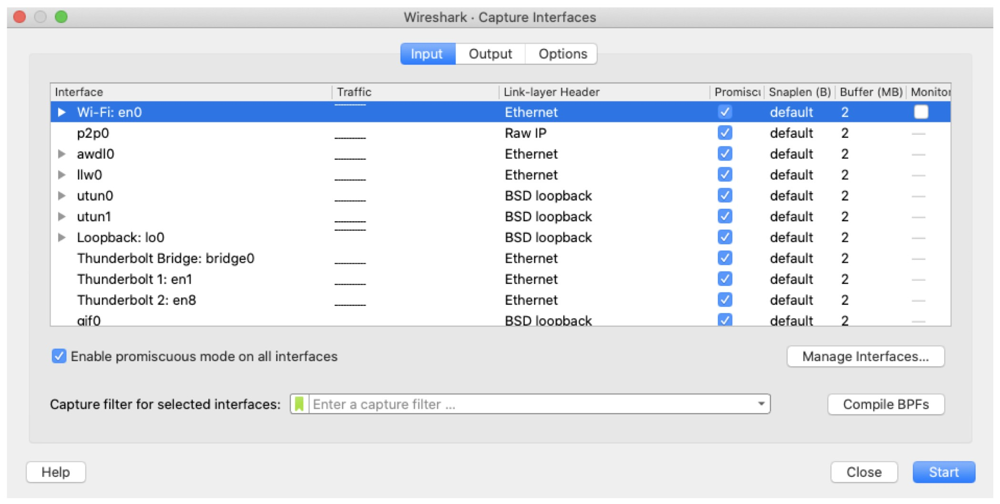 Wireshark · Capture Interfaces
Input Output Options
Interface Traffic Link-layer Header Promiscu Snaplen (B) Buffer (MB) Monitor
Wi-Fi: en0 Ethernet default 2
p2p0 Raw IP default 2 —
awdl0 Ethernet default 2 —
llw0 Ethernet default 2 —
utun0 BSD loopback default 2 —
utun1 BSD loopback default 2 —
Loopback: lo0 BSD loopback default 2 —
Thunderbolt Bridge: bridge0 Ethernet default 2 —
Thunderbolt 1: en1 Ethernet default 2 —
Thunderbolt 2: en8 Ethernet default 2 —
gif0 BSD loopback default 2 —
Enable promiscuous mode on all interfaces Manage Interfaces...
Capture filter for selected interfaces: Enter a capture filter ... Compile BPFs
Help Close Start